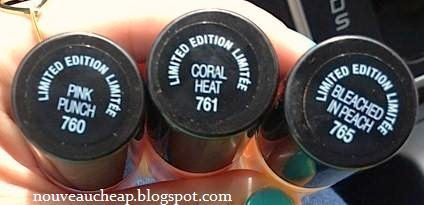 LIMITED EDITION LIMITÉE
PINK
PUNCH
760
LIMITED EDITION LIMITÉE
CORAL
HEAT
761
LIMITED EDITION LIMITÉE
BLEACHED
IN PEACH
765
nouveaucheap.blogspot.com